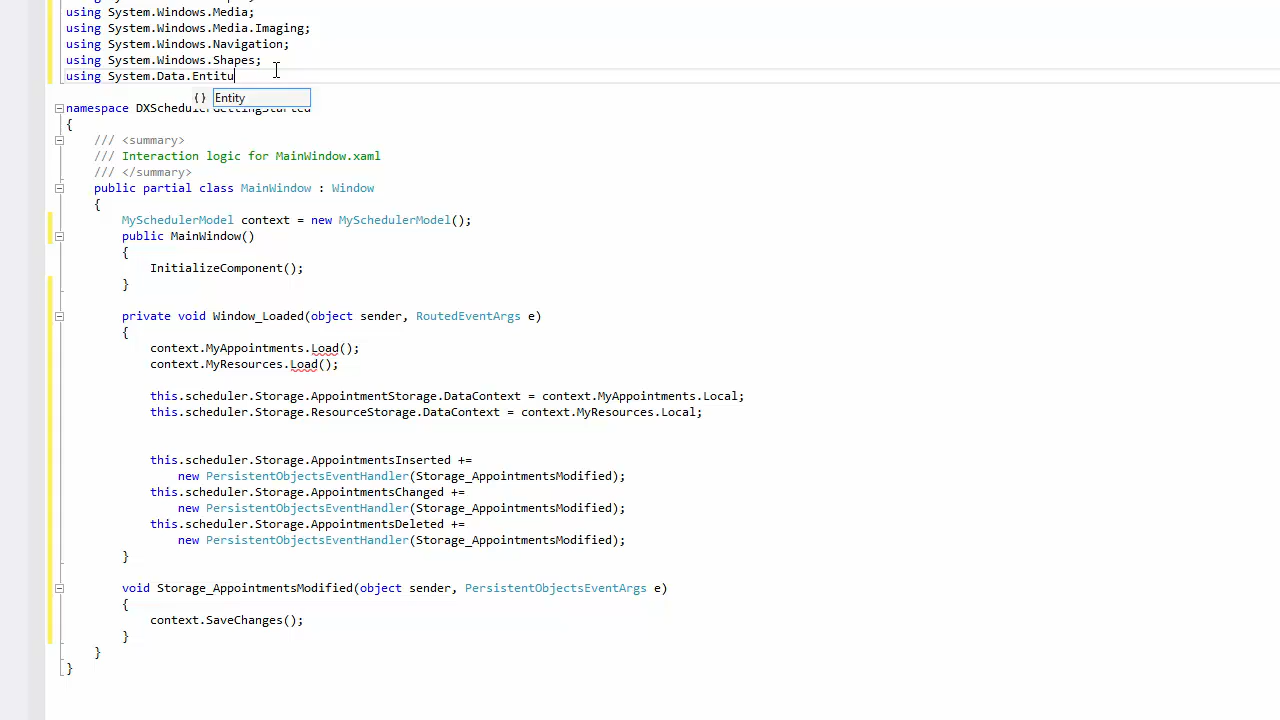 using System.Windows.Media;
using System.Windows.Media.Imaging;
using System.Windows.Navigation;
using System.Windows.Shapes;
using System.Data.Entitu
{ } Entity
namespace DXSchedulerGettingStarted
{
/// <summary>
/// Interaction logic for MainWindow.xaml
/// </summary>
public partial class MainWindow : Window
{
MySchedulerModel context = new MySchedulerModel();
public MainWindow()
{
InitializeComponent();
}
private void Window_Loaded(object sender, RoutedEventArgs e)
{
context.MyAppointments.Load();
context.MyResources.Load();
this.scheduler.Storage.AppointmentStorage.DataContext = context.MyAppointments.Local;
this.scheduler.Storage.ResourceStorage.DataContext = context.MyResources.Local;
this.scheduler.Storage.AppointmentsInserted +=
new PersistentObjectsEventHandler(Storage_AppointmentsModified);
this.scheduler.Storage.AppointmentsChanged +=
new PersistentObjectsEventHandler(Storage_AppointmentsModified);
this.scheduler.Storage.AppointmentsDeleted +=
new PersistentObjectsEventHandler(Storage_AppointmentsModified);
}
void Storage_AppointmentsModified(object sender, PersistentObjectsEventArgs e)
{
context.SaveChanges();
}
}
}